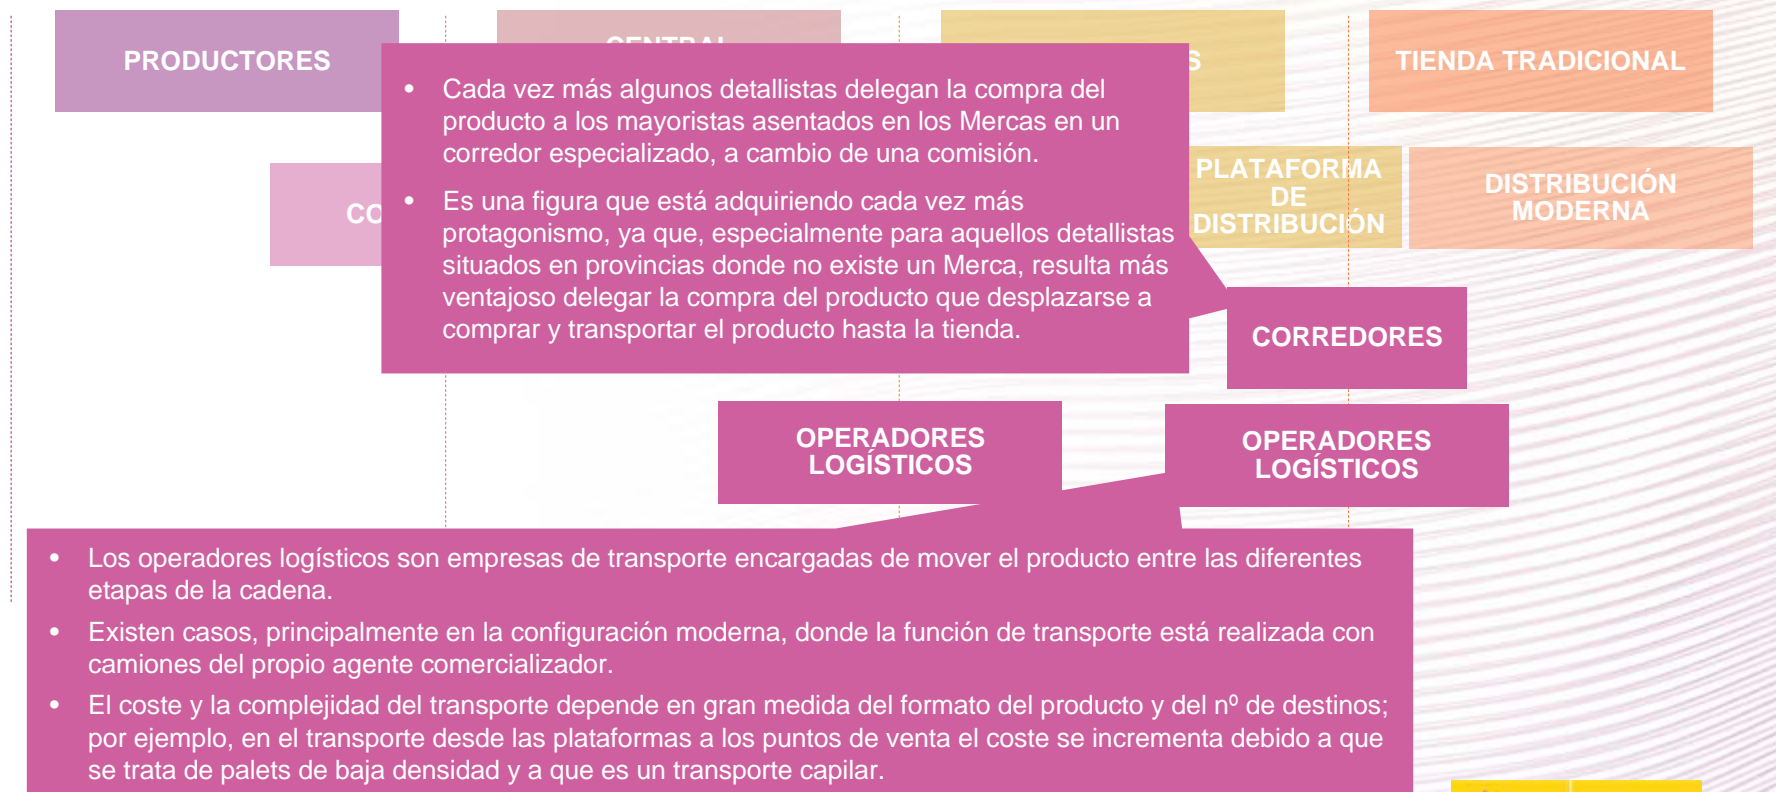 PRODUCTORES
TIENDA TRADICIONAL
• Cada vez más algunos detallistas delegan la compra del
producto a los mayoristas asentados en los Mercas en un
corredor especializado, a cambio de una comisión.
• Es una figura que está adquiriendo cada vez más
protagonismo, ya que, especialmente para aquellos detallistas
situados en provincias donde no existe un Merca, resulta más
ventajoso delegar la compra del producto que desplazarse a
comprar y transportar el producto hasta la tienda.
PLATAFORMA
DE
DISTRIBUCIÓN
DISTRIBUCIÓN
MODERNA
CORREDORES
OPERADORES
LOGÍSTICOS
OPERADORES
LOGÍSTICOS
• Los operadores logísticos son empresas de transporte encargadas de mover el producto entre las diferentes
etapas de la cadena.
• Existen casos, principalmente en la configuración moderna, donde la función de transporte está realizada con
camiones del propio agente comercializador.
• El coste y la complejidad del transporte depende en gran medida del formato del producto y del nº de destinos;
por ejemplo, en el transporte desde las plataformas a los puntos de venta el coste se incrementa debido a que
se trata de palets de baja densidad y a que es un transporte capilar.